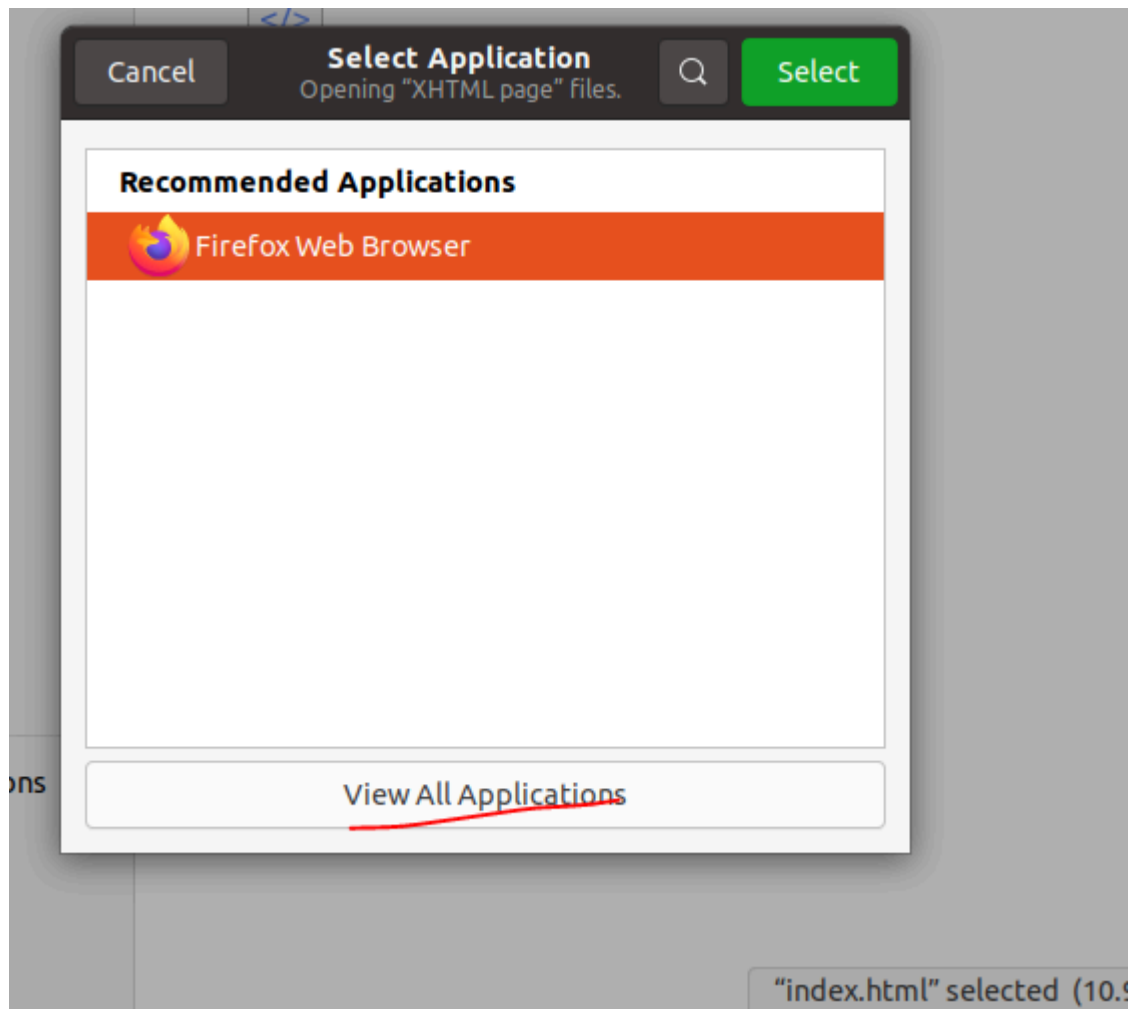 </>
Cancel
Select Application
Opening “XHTML page” files.
Select
Recommended Applications
Firefox Web Browser
View All Applications
ons
“index.html” selected (10.9